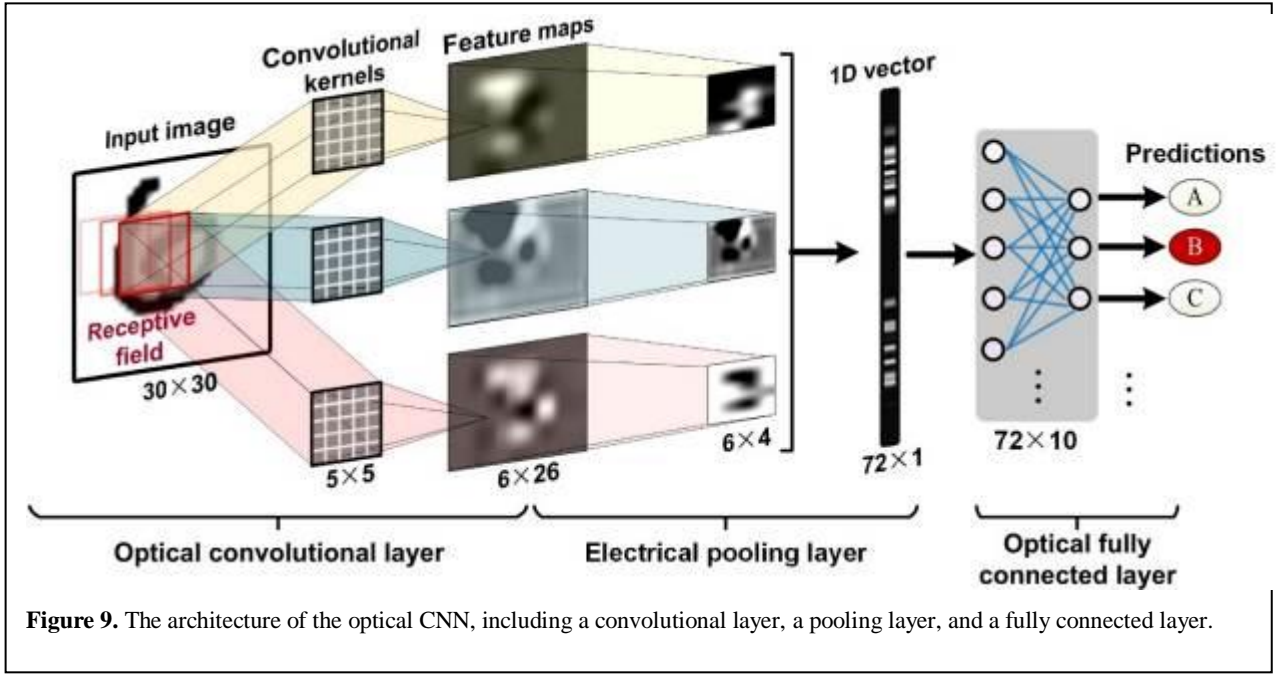 Convolutional
kernels
Feature maps
1D vector
Input image
Predictions
A
B
C
Receptive
field
30×30
5×5
6×26
6×4
72×1
72×10
Optical convolutional layer
Electrical pooling layer
Optical fully
connected layer
Figure 9. The architecture of the optical CNN, including a convolutional layer, a pooling layer, and a fully connected layer.